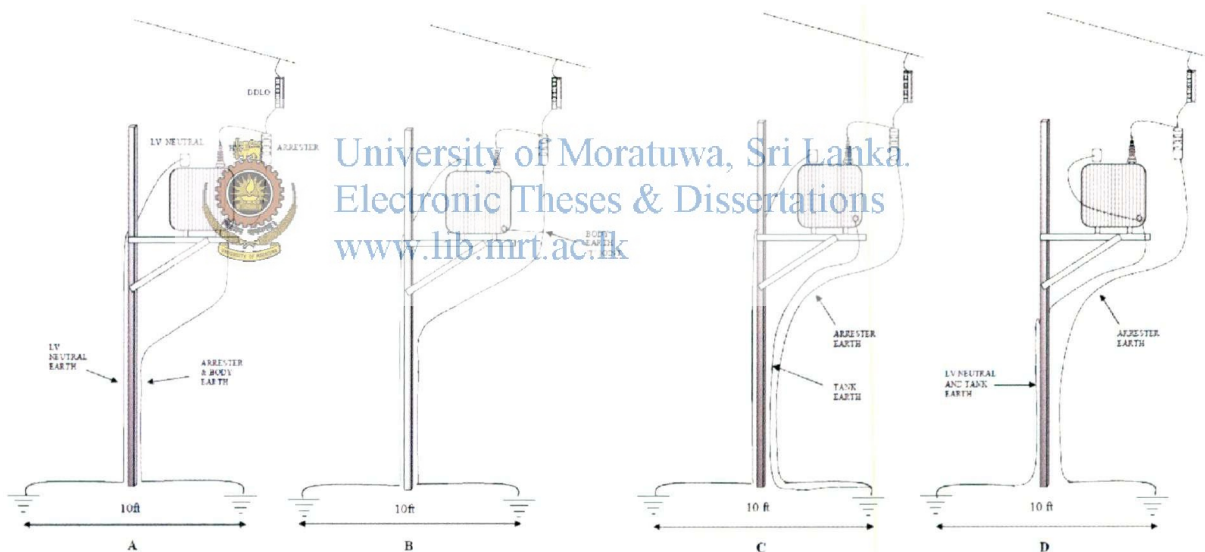 DDLO
LV NEUTRAL
ARRESTER
University of Moratuwa, Sri Lanka.
Electronic Theses & Dissertations
www.lib.mrt.ac.lk
BODY
EARTH
LV
NEUTRAL
EARTH
ARRESTER
& BODY
EARTH
ARRESTER
EARTH
TANK
EARTH
ARRESTER
EARTH
LV NEUTRAL
AND TANK
EARTH
10ft
10ft
10 ft
10 ft
A
B
C
D